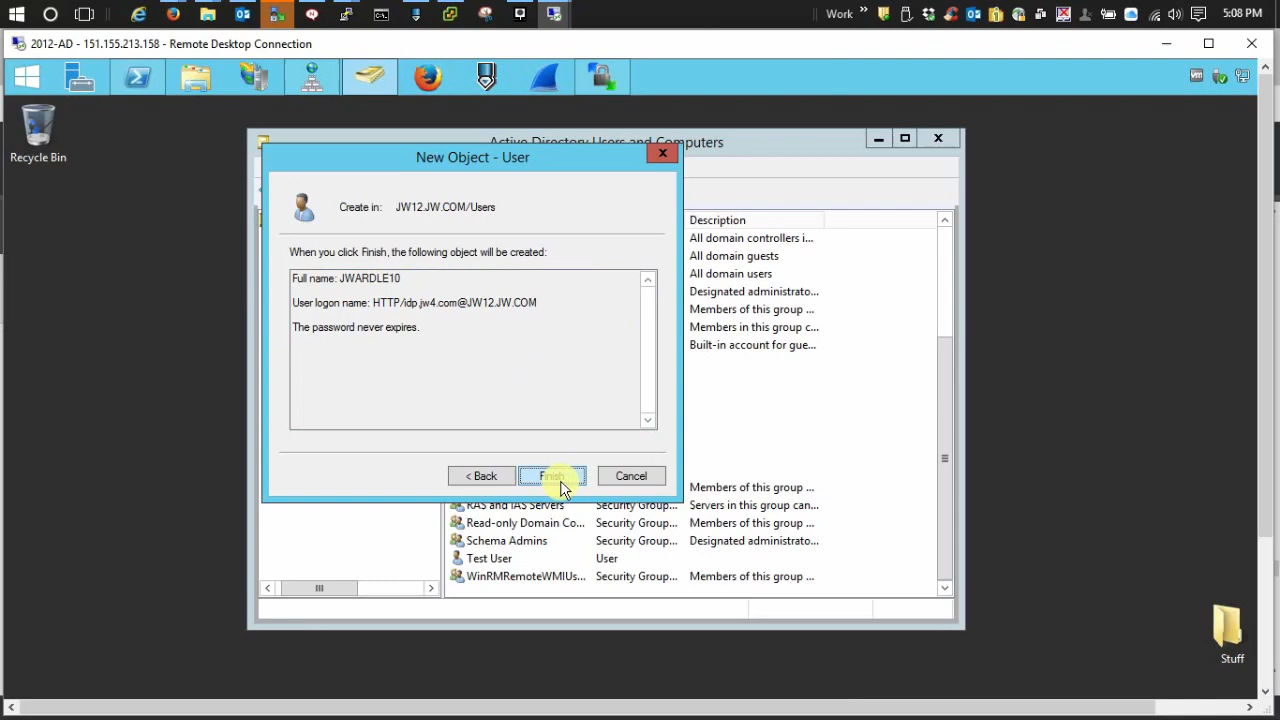 Work
5:08 PM
2012-AD - 151.155.213.158 - Remote Desktop Connection
Recycle Bin
Active Directory Users and Computers
New Object - User
Create in: JW12.JW.COM/Users
When you click Finish, the following object will be created:
Full name: JWARDLE10
User logon name: HTTP/idp.jw4.com@JW12.JW.COM
The password never expires.
< Back
Finish
Cancel
Description
All domain controllers i...
All domain guests
All domain users
Designated administrato...
Members of this group ...
Members in this group c...
Built-in account for gue...
Members of this group ...
RAS and IAS Servers Security Group... Servers in this group can...
Read-only Domain Co... Security Group... Members of this group ...
Schema Admins Security Group... Designated administrato...
Test User User
WinRMRemoteWMIUs... Security Group... Members of this group ...
Stuff